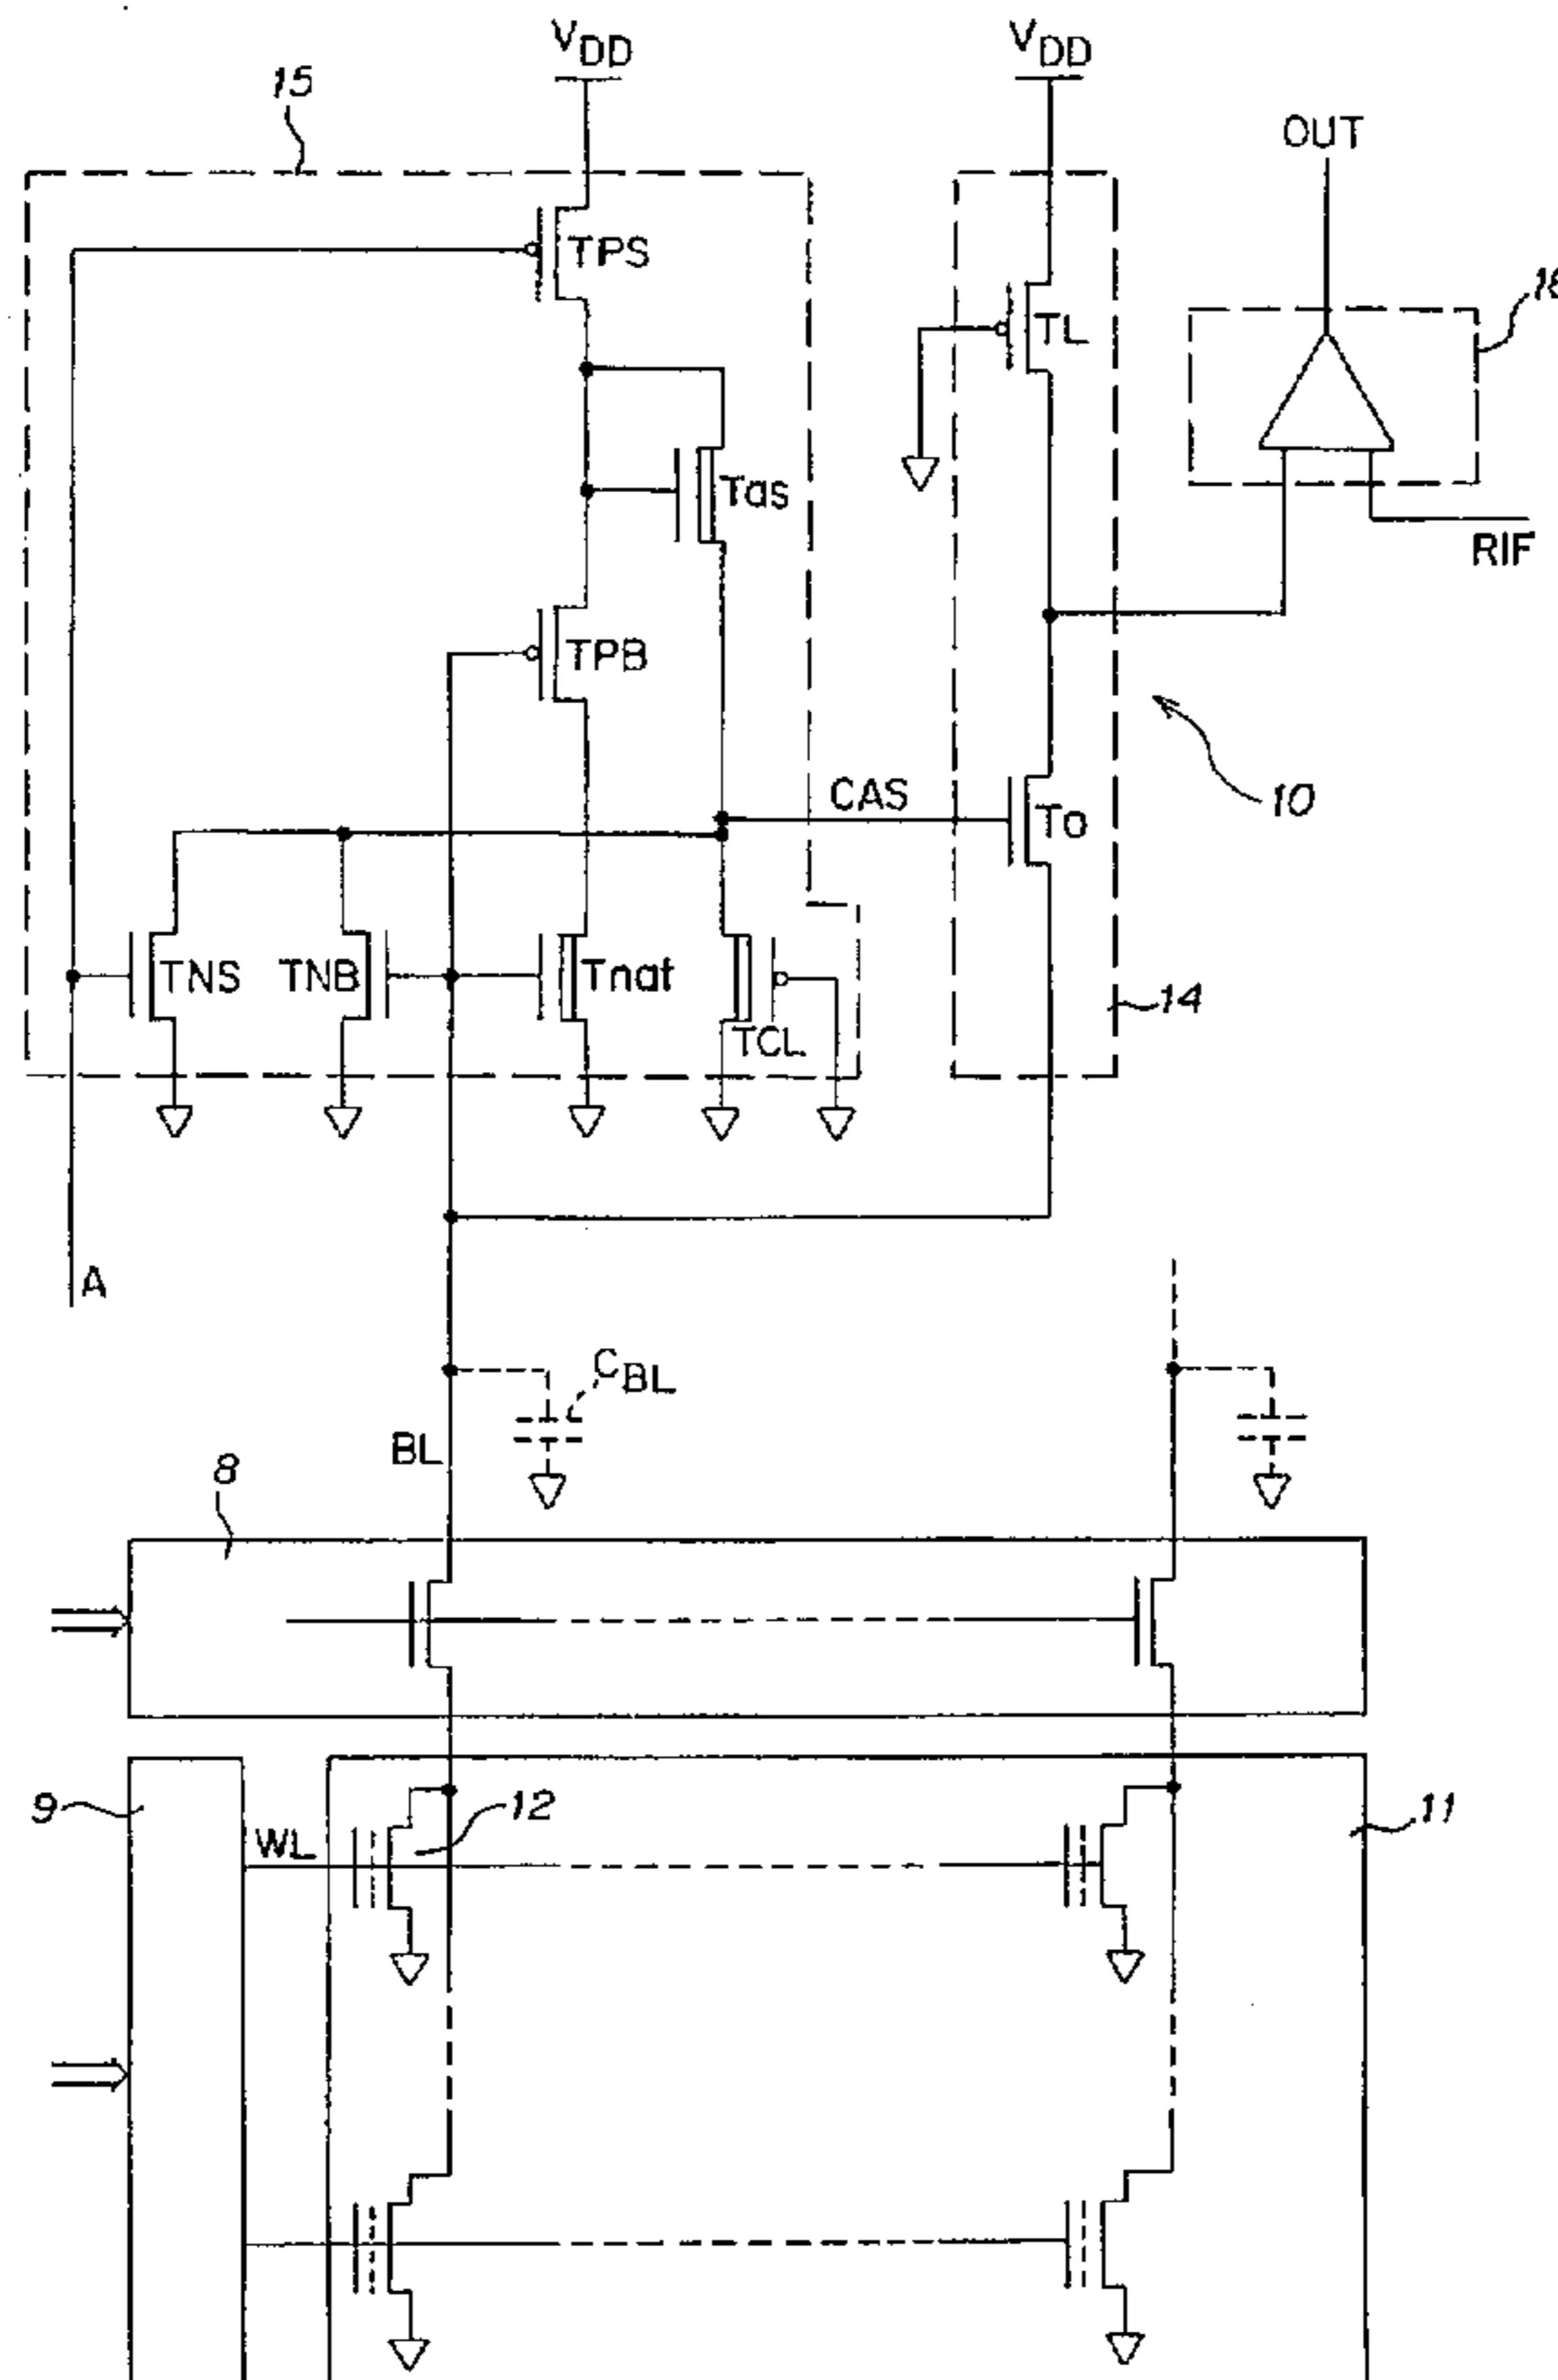 VDD
VDD
15
OUT
TPS
TL
Tas
RIF
TPB
CAS
To
10
TNS
TNB
Tnat
TCL
14
A
CBL
BL
8
9
WL
12
11